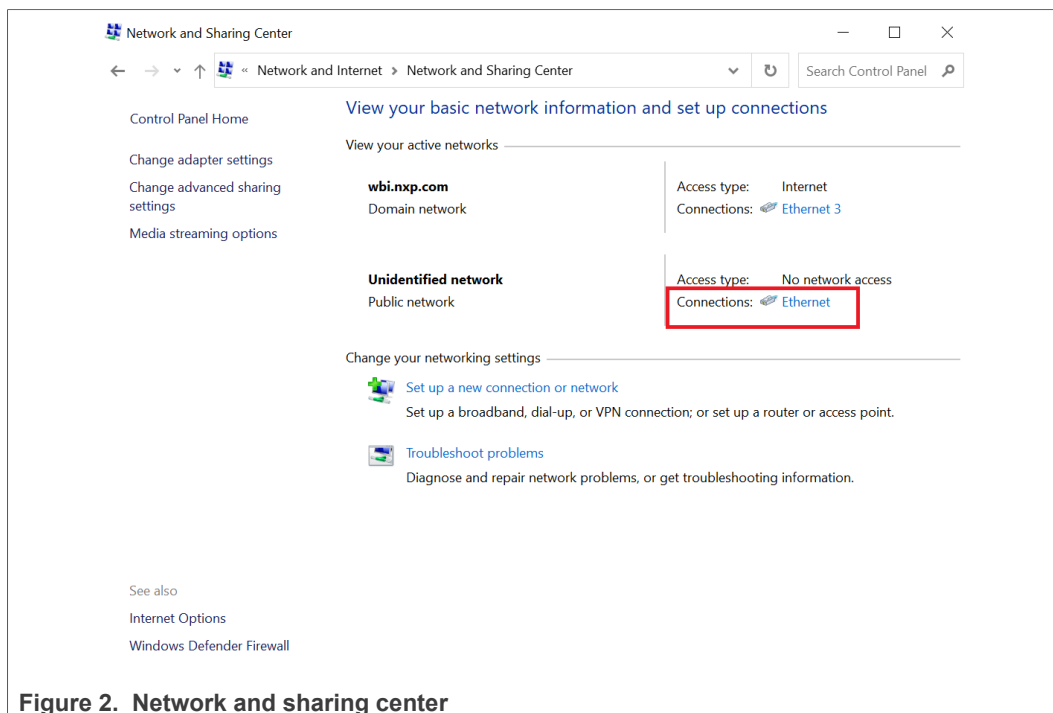 Network and Sharing Center
« Network and Internet > Network and Sharing Center
Search Control Panel
Control Panel Home
Change adapter settings
Change advanced sharing
settings
Media streaming options
View your basic network information and set up connections
View your active networks
wbi.nxp.com
Domain network
Access type: Internet
Connections: Ethernet 3
Unidentified network
Public network
Access type: No network access
Connections: Ethernet
Change your networking settings
Set up a new connection or network
Set up a broadband, dial-up, or VPN connection; or set up a router or access point.
Troubleshoot problems
Diagnose and repair network problems, or get troubleshooting information.
See also
Internet Options
Windows Defender Firewall
Figure 2. Network and sharing center